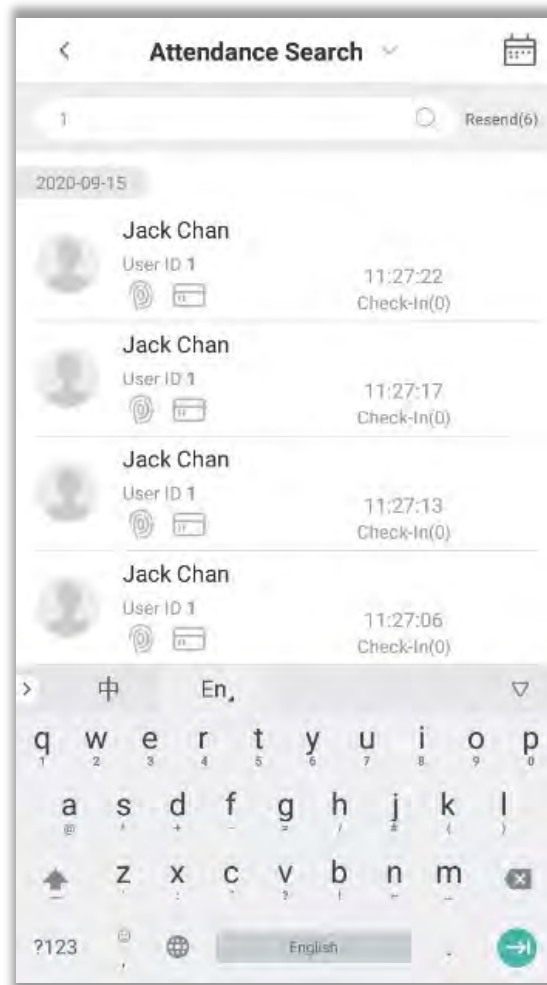 Attendance Search
1
Resend(6)
2020-09-15
Jack Chan
User ID 1
11:27:22
Check-In(0)
Jack Chan
User ID 1
11:27:17
Check-In(0)
Jack Chan
User ID 1
11:27:13
Check-In(0)
Jack Chan
User ID 1
11:27:06
Check-In(0)
中 En
q w e r t y u i o p
1 2 3 4 5 6 7 8 9 0
a s d f g h j k l
z x c v b n m
?123 , English .